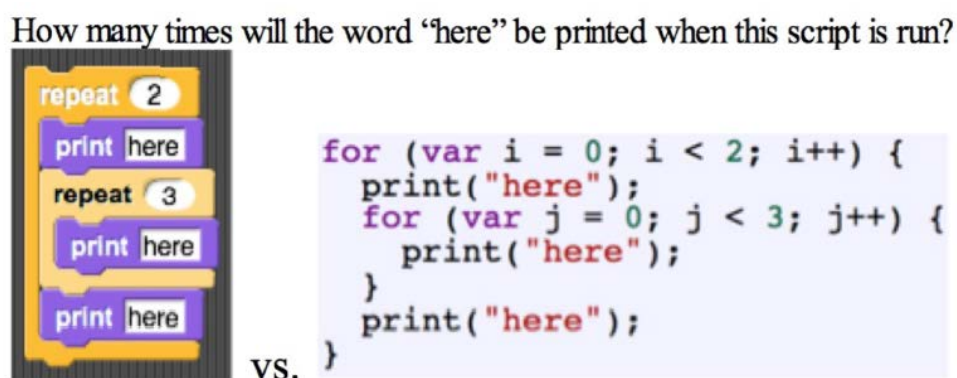 How many times will the word “here” be printed when this script is run?
repeat 2
print here
repeat 3
print here
print here
vs.
for (var i = 0; i < 2; i++) {
  print("here");
  for (var j = 0; j < 3; j++) {
    print("here");
  }
  print("here");
}